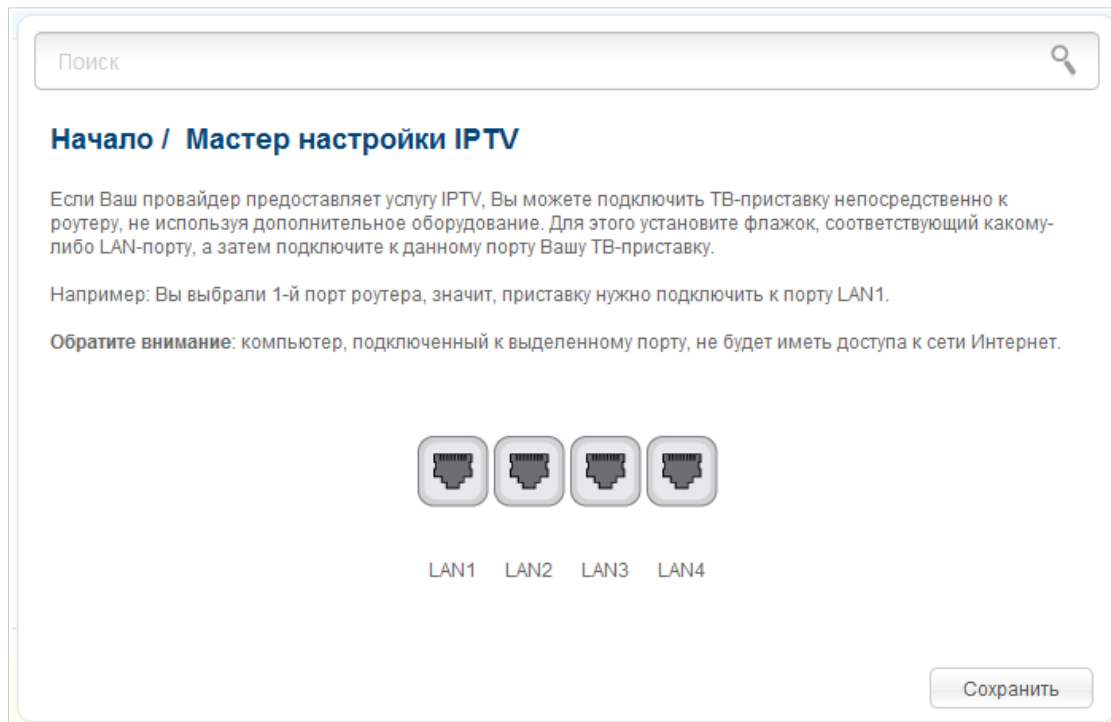 Поиск
Начало / Мастер настройки IPTV
Если Ваш провайдер предоставляет услугу IPTV, Вы можете подключить ТВ-приставку непосредственно к
роутеру, не используя дополнительное оборудование. Для этого установите флажок, соответствующий какому-
либо LAN-порту, а затем подключите к данному порту Вашу ТВ-приставку.
Например: Вы выбрали 1-й порт роутера, значит, приставку нужно подключить к порту LAN1.
Обратите внимание: компьютер, подключенный к выделенному порту, не будет иметь доступа к сети Интернет.
LAN1 LAN2 LAN3 LAN4
Сохранить